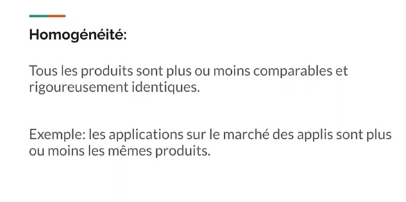 Homogénéité:
Tous les produits sont plus ou moins comparables et
rigoureusement identiques.
Exemple: les applications sur le marché des applis sont plus
ou moins les mêmes produits.